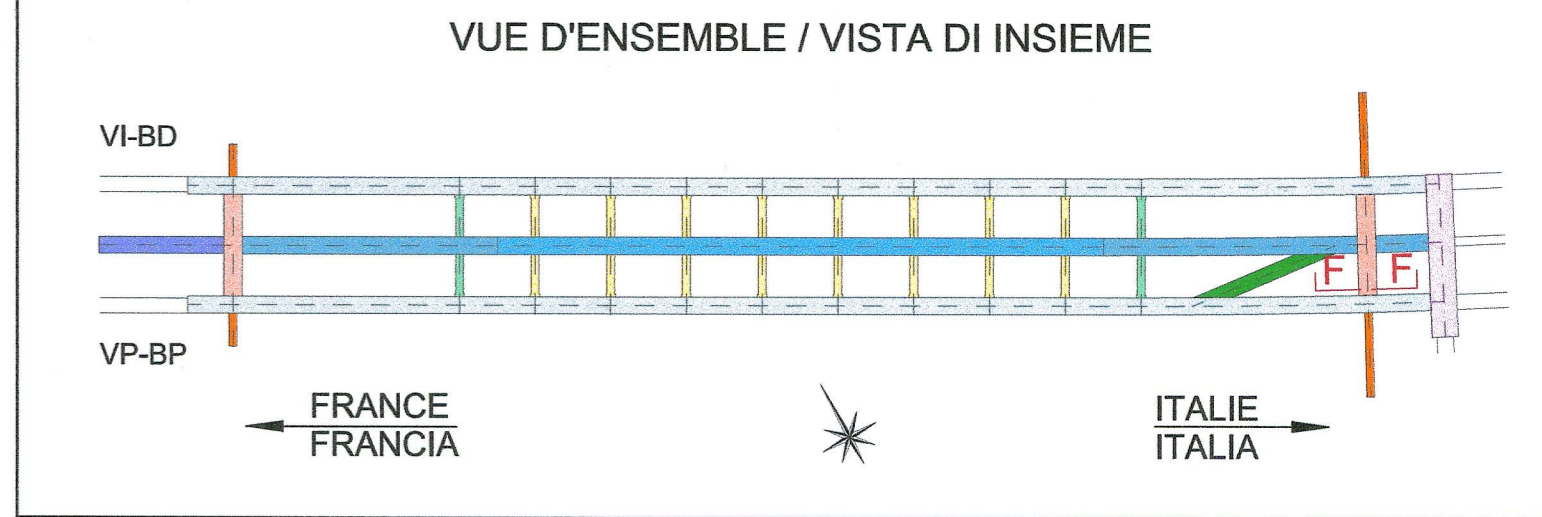 VUE D'ENSEMBLE / VISTA DI INSIEME
VI-BD
F F
VP-BP
FRANCE
FRANCIA
ITALIE
ITALIA